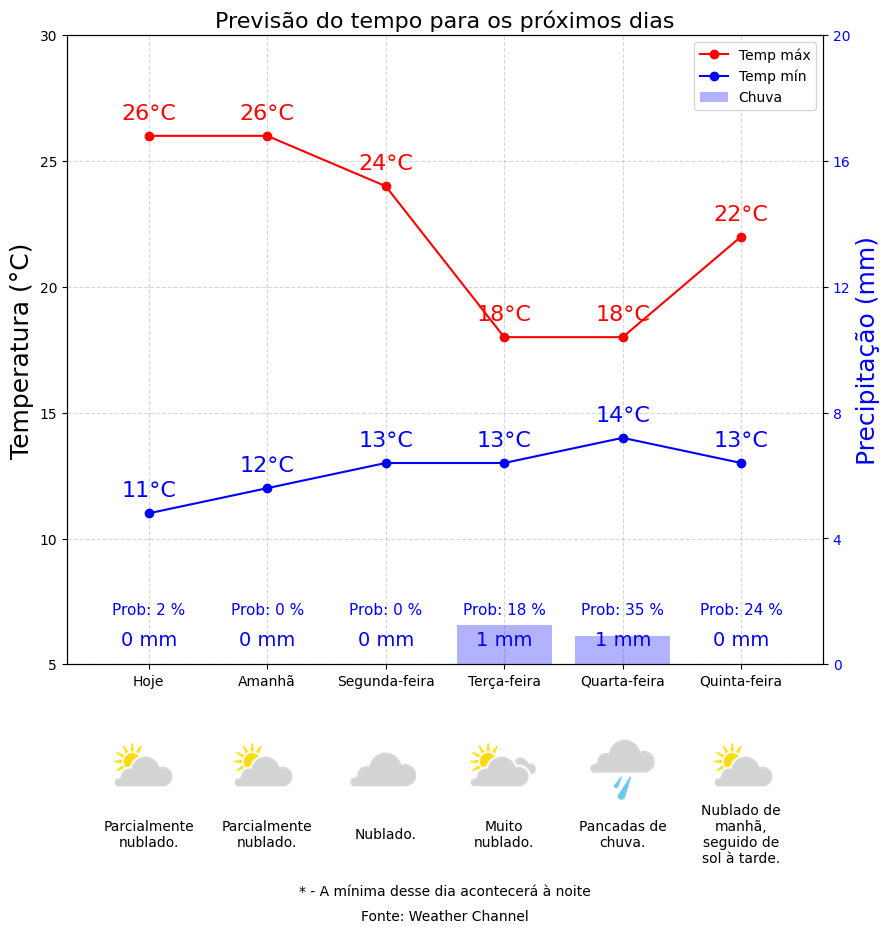 Previsão do tempo para os próximos dias
Temp máx
Temp mín
Chuva
Temperatura (°C)
Precipitação (mm)
30
25
20
15
10
5
20
16
12
8
4
0
26°C
26°C
24°C
18°C
18°C
22°C
11°C
12°C
13°C
13°C
14°C
13°C
Prob: 2 %
Prob: 0 %
Prob: 0 %
Prob: 18 %
Prob: 35 %
Prob: 24 %
0 mm
0 mm
0 mm
1 mm
1 mm
0 mm
Hoje
Amanhã
Segunda-feira
Terça-feira
Quarta-feira
Quinta-feira
Parcialmente
nublado.
Parcialmente
nublado.
Nublado.
Muito
nublado.
Pancadas de
chuva.
Nublado de
manhã,
seguido de
sol à tarde.
* - A mínima desse dia acontecerá à noite
Fonte: Weather Channel